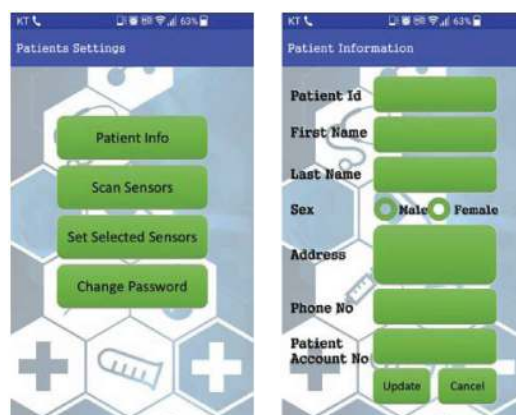 KT 63%
Patients Settings
Patient Info
Scan Sensors
Set Selected Sensors
Change Password
KT 63%
Patient Information
Patient Id
First Name
Last Name
Sex Male Female
Address
Phone No
Patient
Account No
Update Cancel